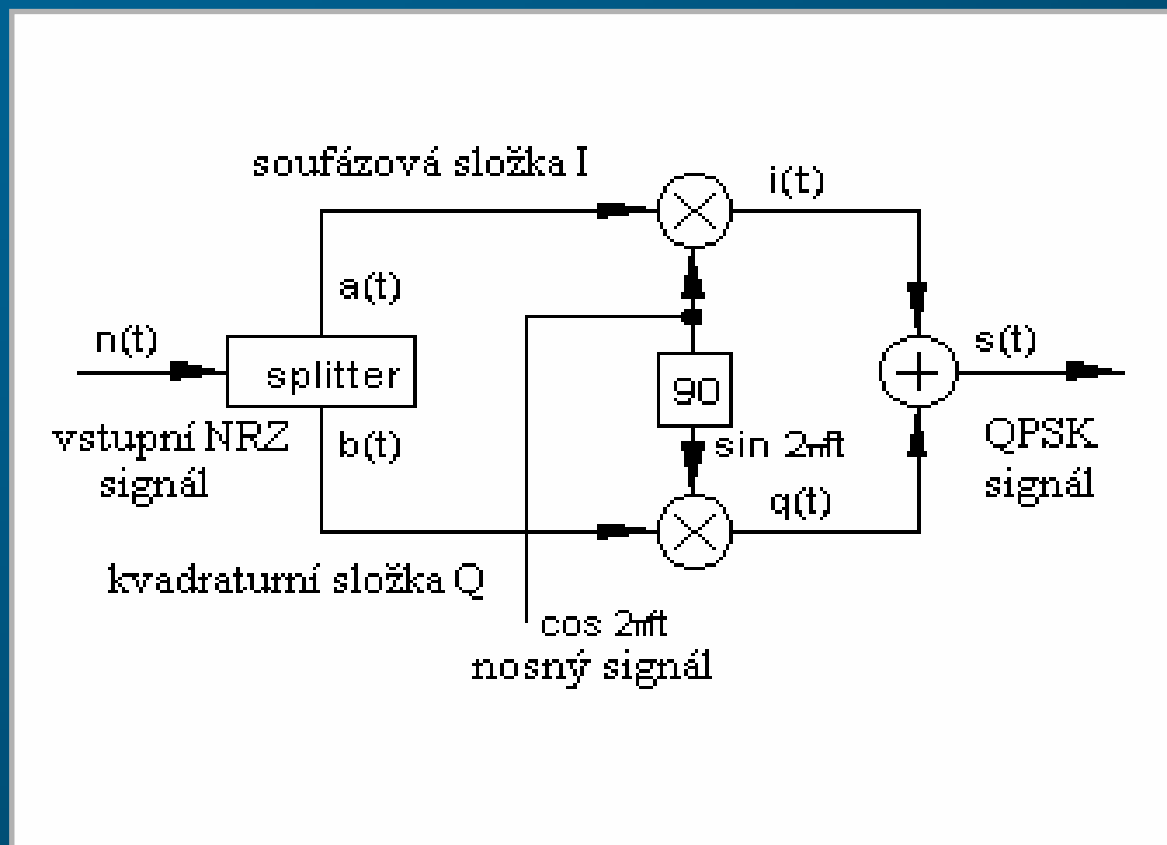 soufázová složka I
i(t)
a(t)
n(t)
splitter
s(t)
90
vstupní NRZ
signál
b(t)
sin 2πft
QPSK
signál
q(t)
kvadraturní složka Q
cos 2πft
nosný signál